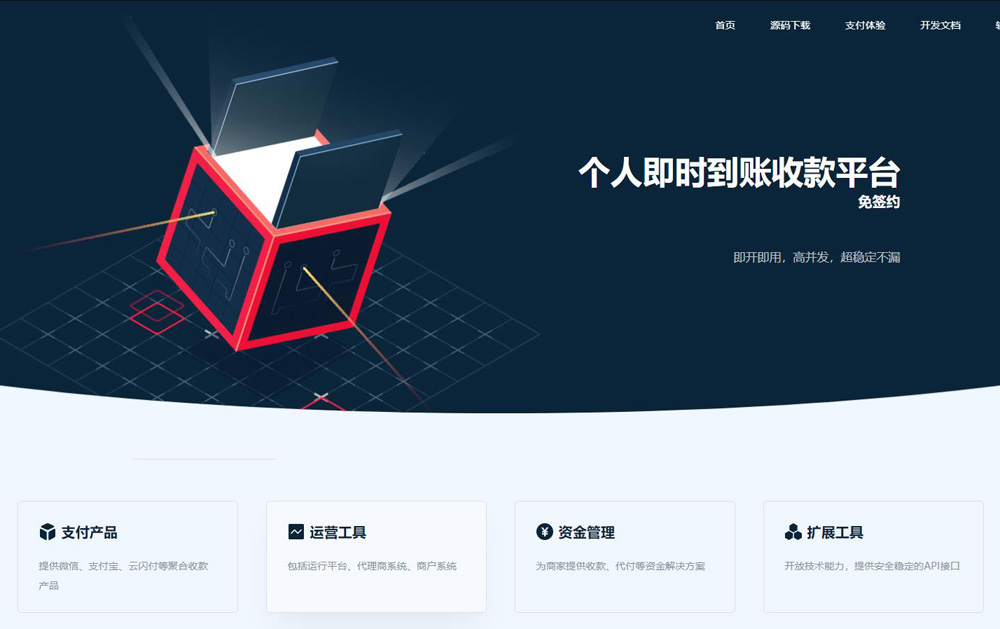 首页 源码下载 支付体验 开发文档
个人即时到账收款平台
免签约
即开即用，高并发，超稳定不漏
支付产品
提供微信、支付宝、云闪付等聚合收款
产品
运营工具
包括运行平台、代理商系统、商户系统
资金管理
为商家提供收款、代付等资金解决方案
扩展工具
开放技术能力，提供安全稳定的API接口